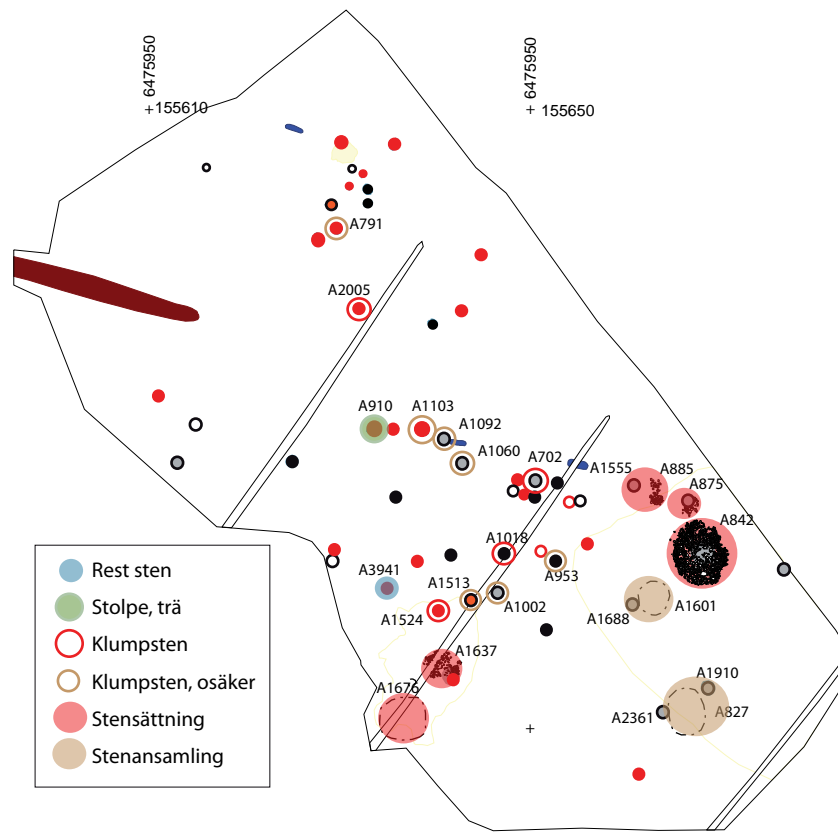 6475950
155610
6475950
155650
A791
A2005
A910
A1103
A1092
A1060
A702
A1555
A885
A875
A842
A1018
A953
A3941
A1513
A1002
A1524
A1688
A1601
A1637
A1676
A1910
A2361
A827
Rest sten
Stolpe, trä
Klumpsten
Klumpsten, osäker
Stensättning
Stenansamling